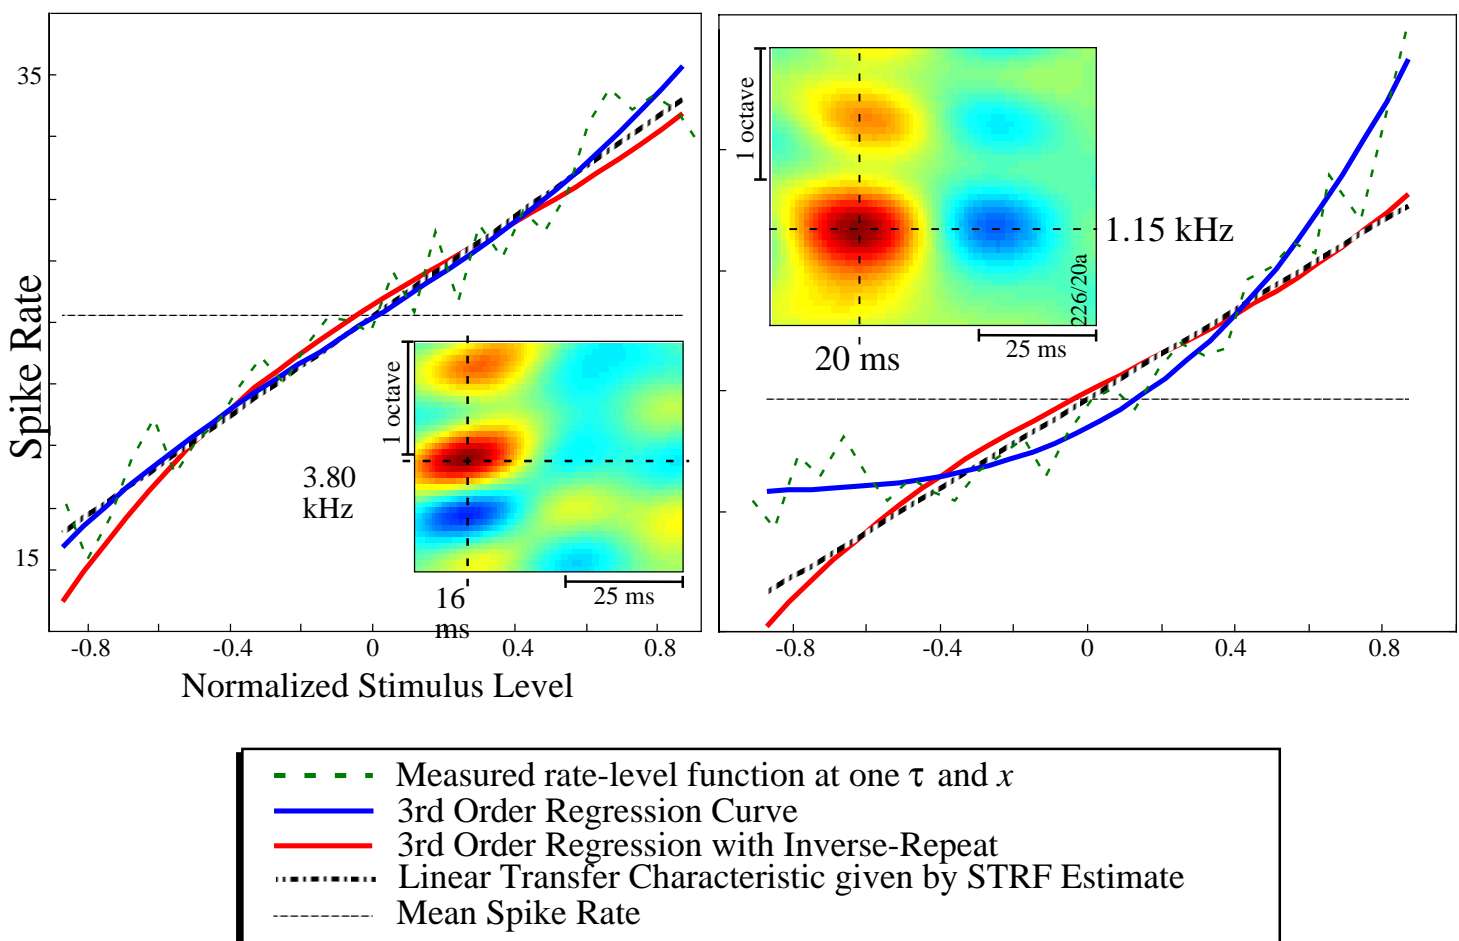 35
15
Spike Rate
-0.8
-0.4
0
0.4
0.8
Normalized Stimulus Level
1 octave
3.80
kHz
16
ms
25 ms
1 octave
1.15 kHz
226/20a
20 ms
25 ms
-0.8
-0.4
0
0.4
0.8
Measured rate-level function at one τ and x
3rd Order Regression Curve
3rd Order Regression with Inverse-Repeat
Linear Transfer Characteristic given by STRF Estimate
Mean Spike Rate